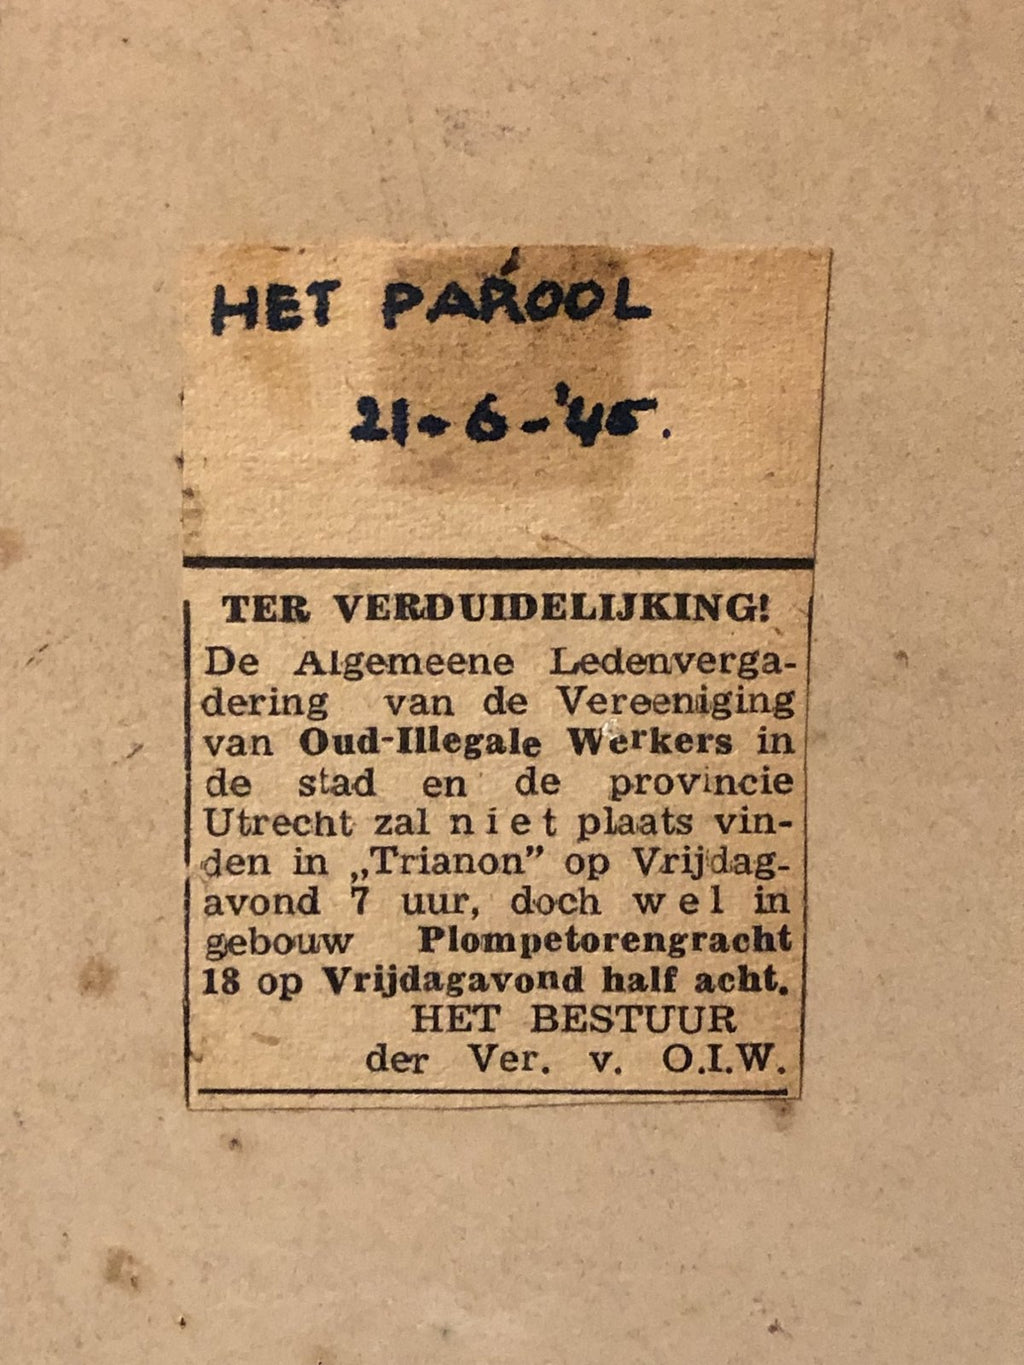 HET PAROOL
21-6-'45.
TER VERDUIDELIJKING!
De Algemeene Ledenverga-
dering van de Vereeniging
van Oud-Illegale Werkers in
de stad en de provincie
Utrecht zal niet plaats vin-
den in „Trianon” op Vrijdag-
avond 7 uur, doch wel in
gebouw Plompetorengracht
18 op Vrijdagavond half acht.
HET BESTUUR
der Ver. v. O.I.W.